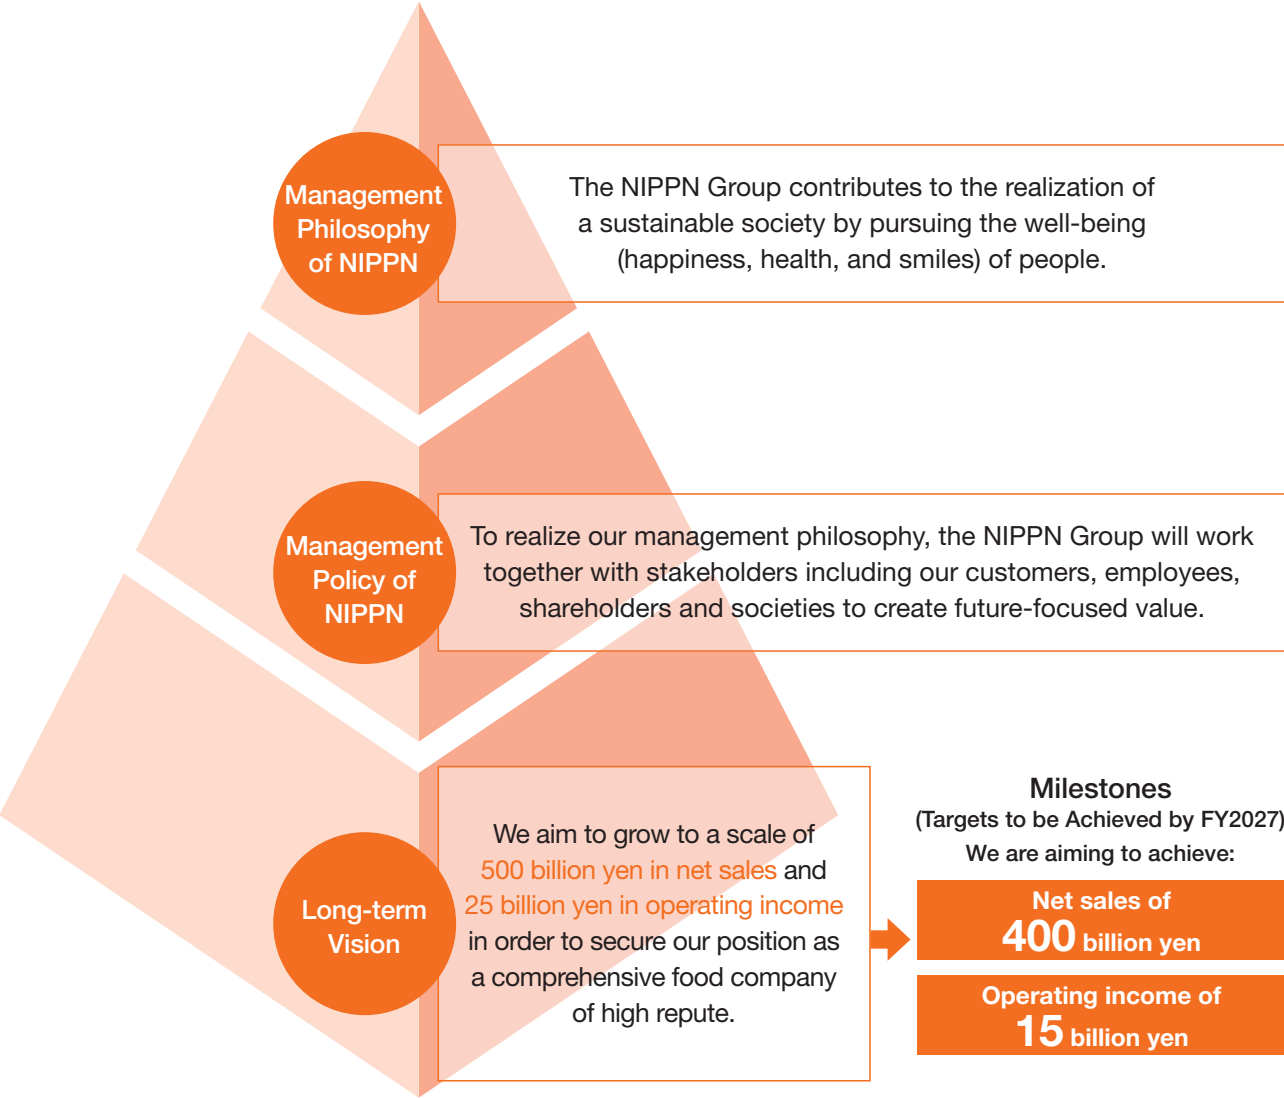 Management
Philosophy
of NIPPN
The NIPPN Group contributes to the realization of
a sustainable society by pursuing the well-being
(happiness, health, and smiles) of people.
Management
Policy of
NIPPN
To realize our management philosophy, the NIPPN Group will work
together with stakeholders including our customers, employees,
shareholders and societies to create future-focused value.
Long-term
Vision
We aim to grow to a scale of
500 billion yen in net sales and
25 billion yen in operating income
in order to secure our position as
a comprehensive food company
of high repute.
Milestones
(Targets to be Achieved by FY2027)
We are aiming to achieve:
Net sales of
400 billion yen
Operating income of
15 billion yen